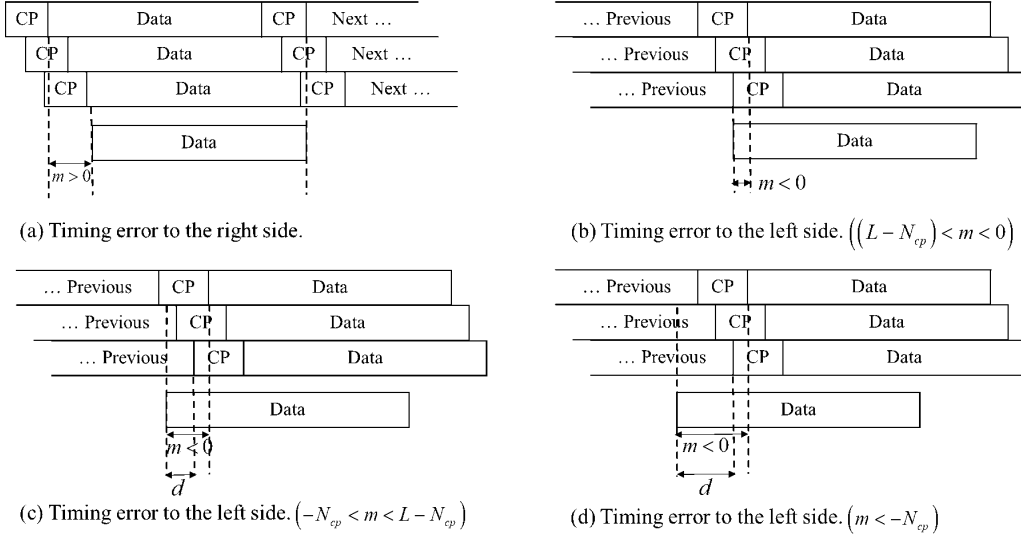 CP Data CP Next …
CP Data CP Next …
CP Data CP Next …
Data
m > 0
(a) Timing error to the right side.
… Previous CP Data
… Previous CP Data
… Previous CP Data
Data
m < 0
(b) Timing error to the left side. ((L − N_cp) < m < 0)
… Previous CP Data
… Previous CP Data
… Previous CP Data
Data
m < 0
d
(c) Timing error to the left side. (−N_cp < m < L − N_cp)
… Previous CP Data
… Previous CP Data
… Previous CP Data
Data
m < 0
d
(d) Timing error to the left side. (m < −N_cp)